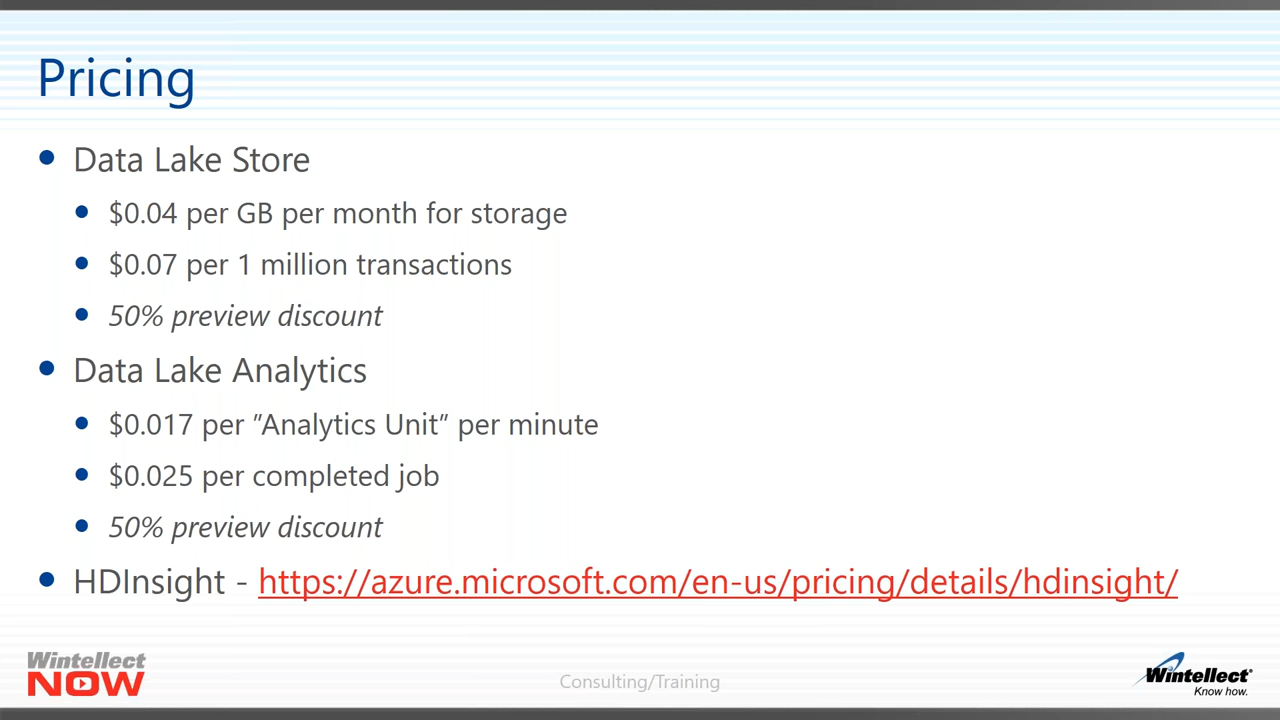 Pricing
Data Lake Store
$0.04 per GB per month for storage
$0.07 per 1 million transactions
50% preview discount
Data Lake Analytics
$0.017 per ”Analytics Unit” per minute
$0.025 per completed job
50% preview discount
HDInsight - https://azure.microsoft.com/en-us/pricing/details/hdinsight/
Wintellect
NOW
Consulting/Training
Wintellect®
Know how.